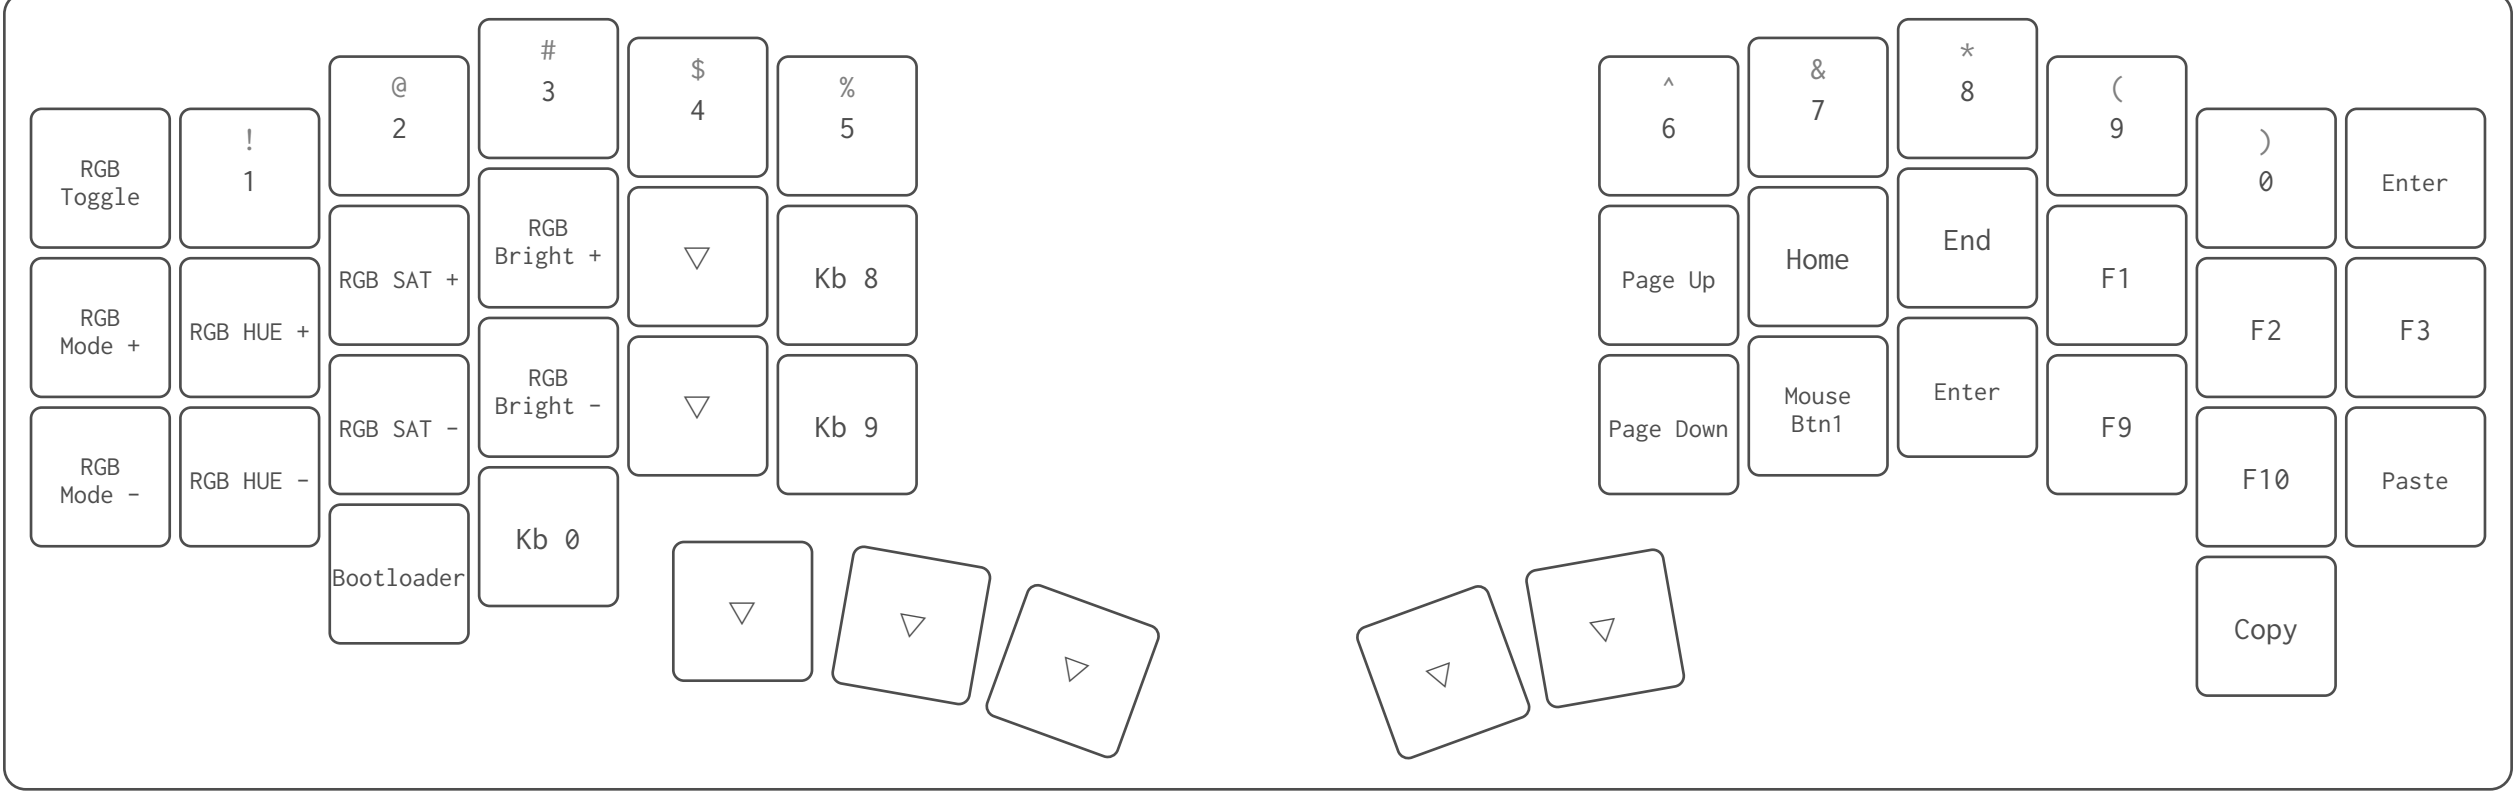 RGB
Toggle
!
1
@
2
#
3
$
4
%
5
^
6
&
7
*
8
(
9
)
0
Enter
RGB
Mode +
RGB HUE +
RGB SAT +
RGB
Bright +
▽
Kb 8
Page Up
Home
End
F1
F2
F3
RGB
Mode -
RGB HUE -
RGB SAT -
RGB
Bright -
▽
Kb 9
Page Down
Mouse
Btn1
Enter
F9
F10
Paste
Bootloader
Kb 0
▽
▽
▽
▽
▽
Copy